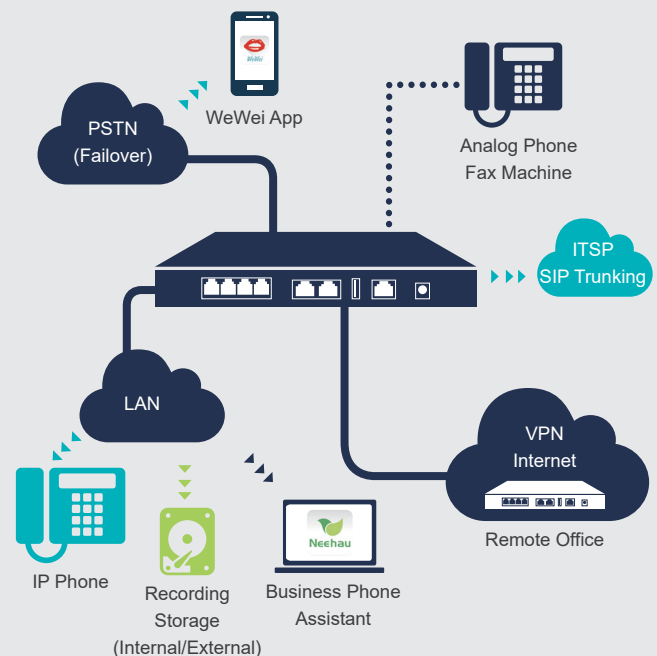 WeWei App
PSTN
(Failover)
Analog Phone
Fax Machine
ITSP
SIP Trunking
LAN
VPN
Internet
Remote Office
IP Phone
Recording
Storage
(Internal/External)
Neehau
Business Phone
Assistant